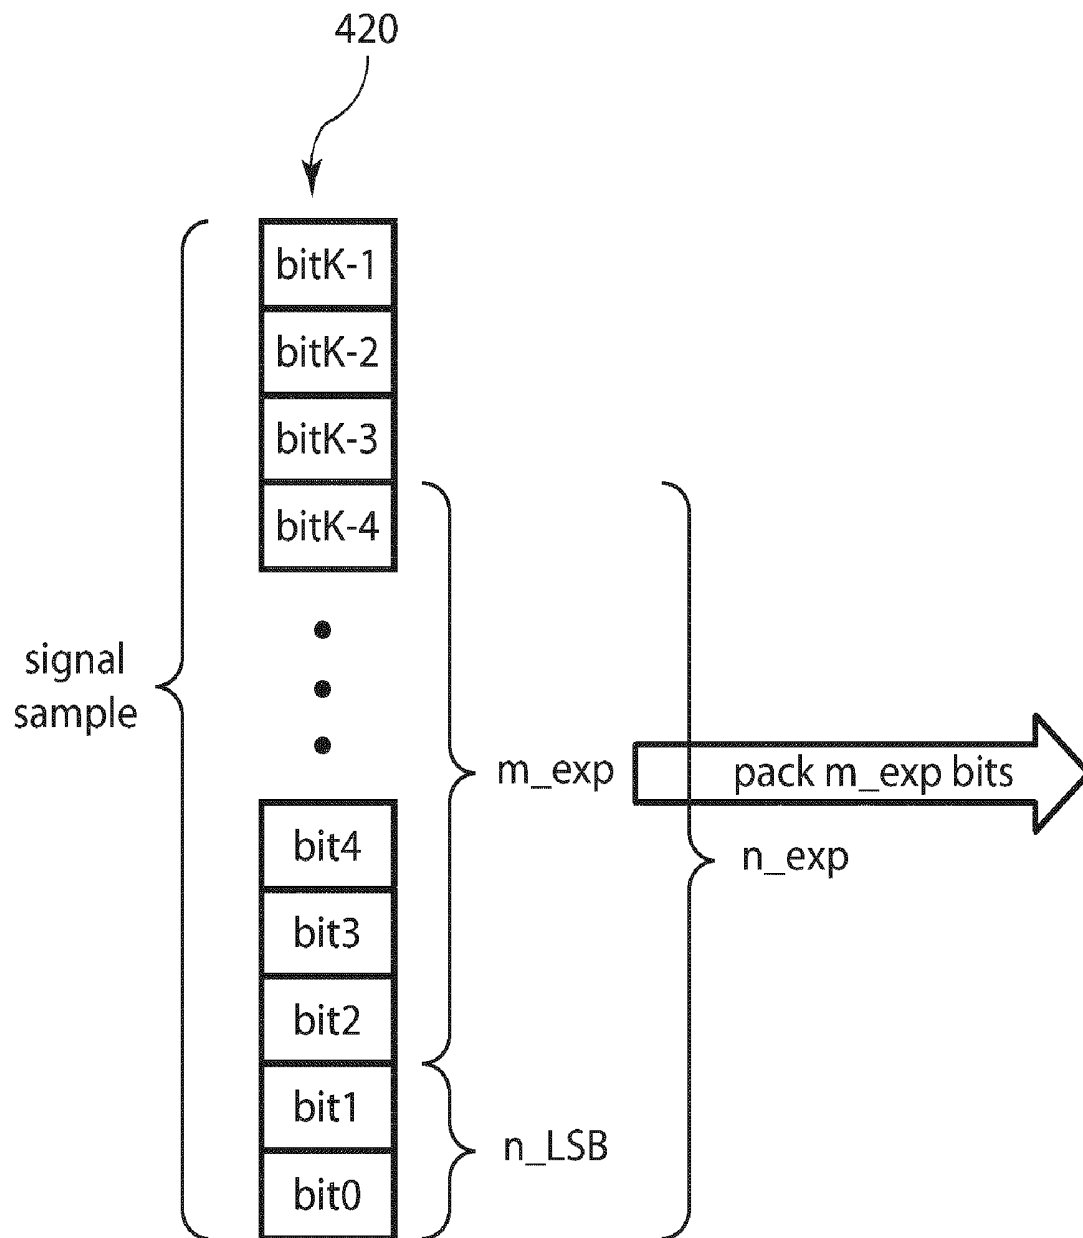 420
bitK-1
bitK-2
bitK-3
bitK-4
signal
sample
m_exp
pack m_exp bits
bit4
n_exp
bit3
bit2
bit1
n_LSB
bit0